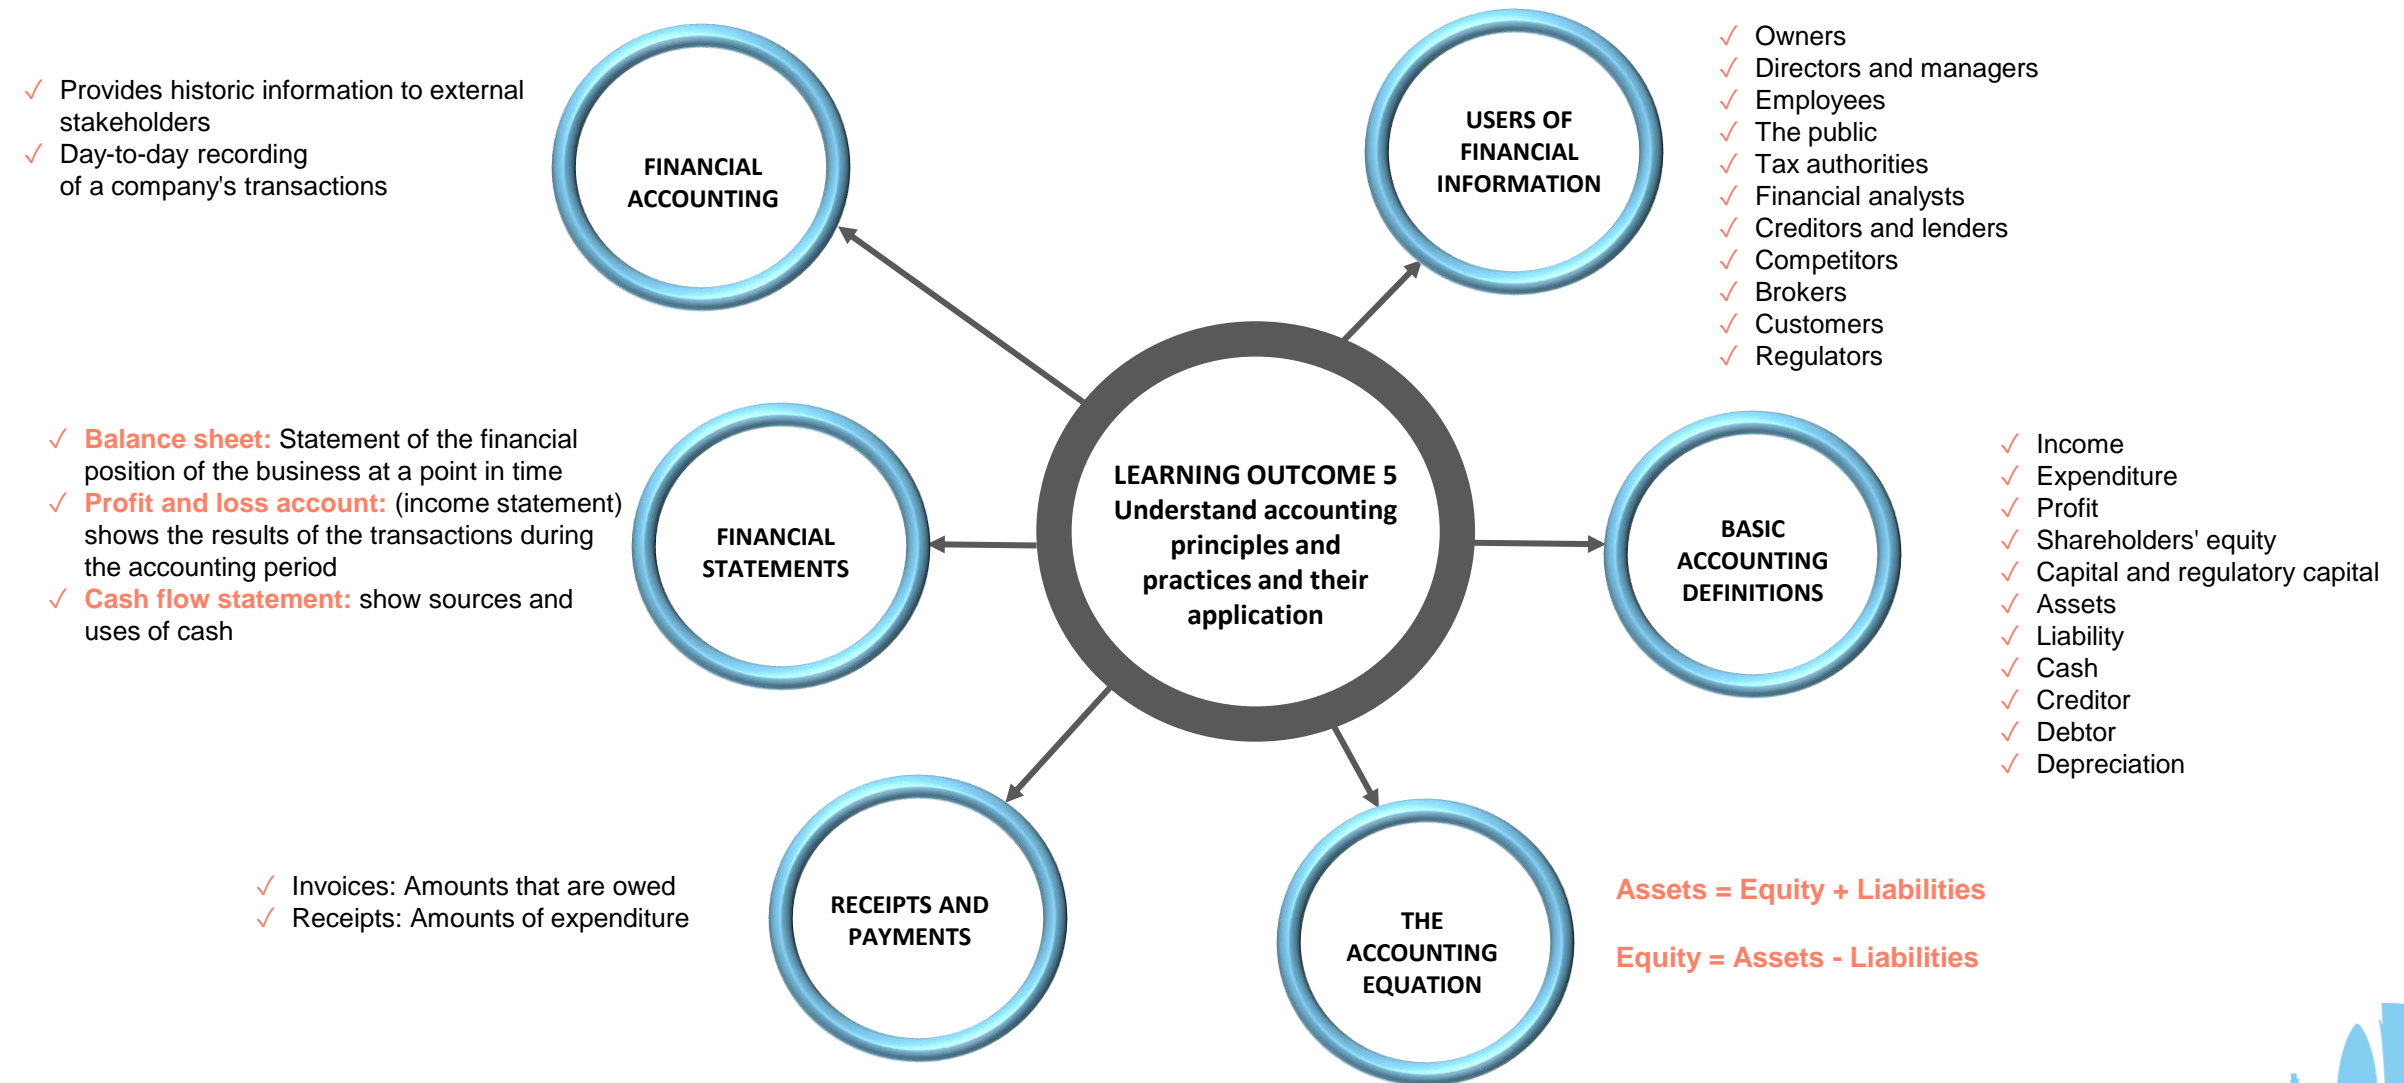 LEARNING OUTCOME 5
Understand accounting
principles and
practices and their
application
FINANCIAL
ACCOUNTING
✓ Provides historic information to external
stakeholders
✓ Day-to-day recording
of a company's transactions
USERS OF
FINANCIAL
INFORMATION
✓ Owners
✓ Directors and managers
✓ Employees
✓ The public
✓ Tax authorities
✓ Financial analysts
✓ Creditors and lenders
✓ Competitors
✓ Brokers
✓ Customers
✓ Regulators
FINANCIAL
STATEMENTS
✓ Balance sheet: Statement of the financial
position of the business at a point in time
✓ Profit and loss account: (income statement)
shows the results of the transactions during
the accounting period
✓ Cash flow statement: show sources and
uses of cash
BASIC
ACCOUNTING
DEFINITIONS
✓ Income
✓ Expenditure
✓ Profit
✓ Shareholders' equity
✓ Capital and regulatory capital
✓ Assets
✓ Liability
✓ Cash
✓ Creditor
✓ Debtor
✓ Depreciation
RECEIPTS AND
PAYMENTS
✓ Invoices: Amounts that are owed
✓ Receipts: Amounts of expenditure
THE
ACCOUNTING
EQUATION
Assets = Equity + Liabilities
Equity = Assets - Liabilities